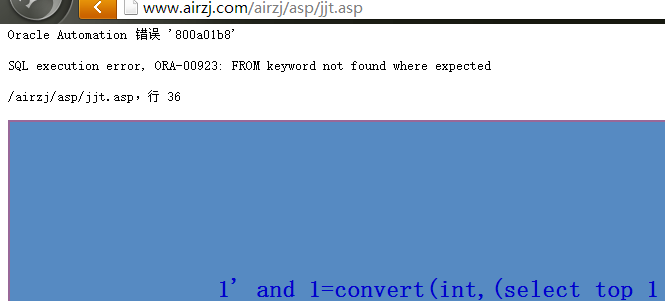 www.airzj.com/airzj/asp/jjt.asp
Oracle Automation 错误 '800a01b8'
SQL execution error, ORA-00923: FROM keyword not found where expected
/airzj/asp/jjt.asp，行 36
1' and 1=convert(int,(select top 1